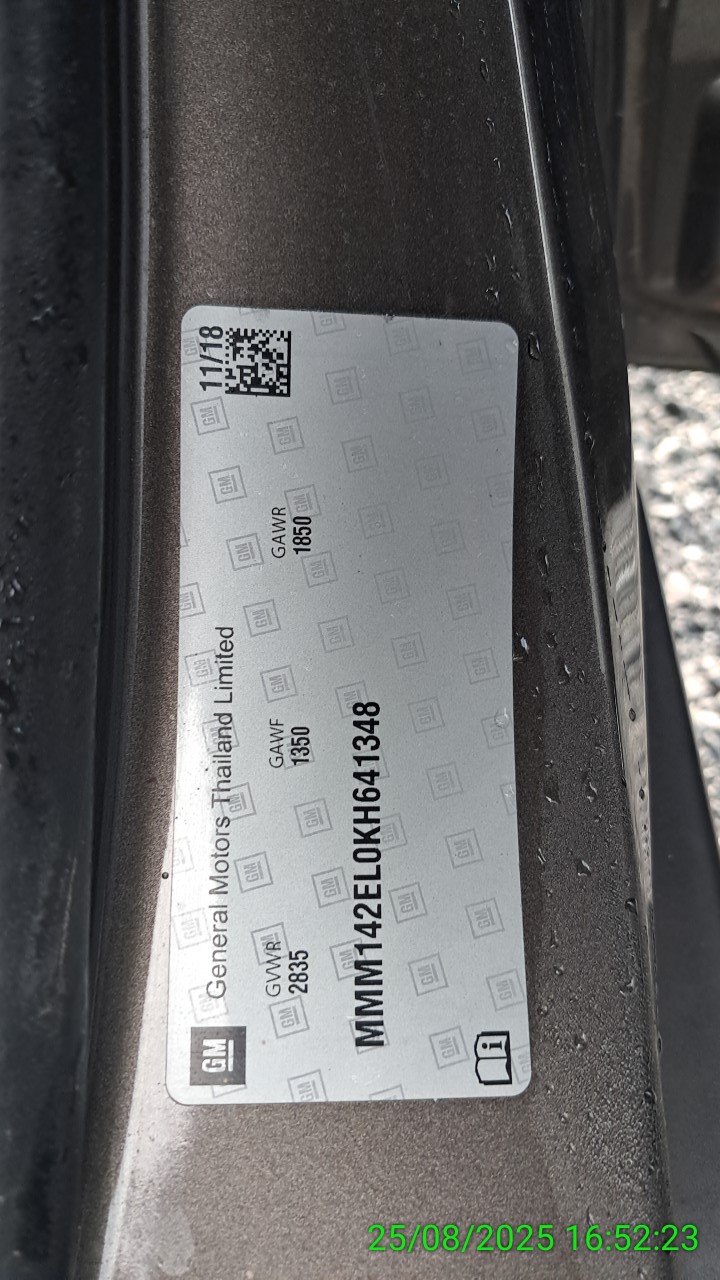 GM General Motors Thailand Limited 11/18
GVWR GAWF GAWR
2835 1350 1850
MMM142EL0KH641348
25/08/2025 16:52:23